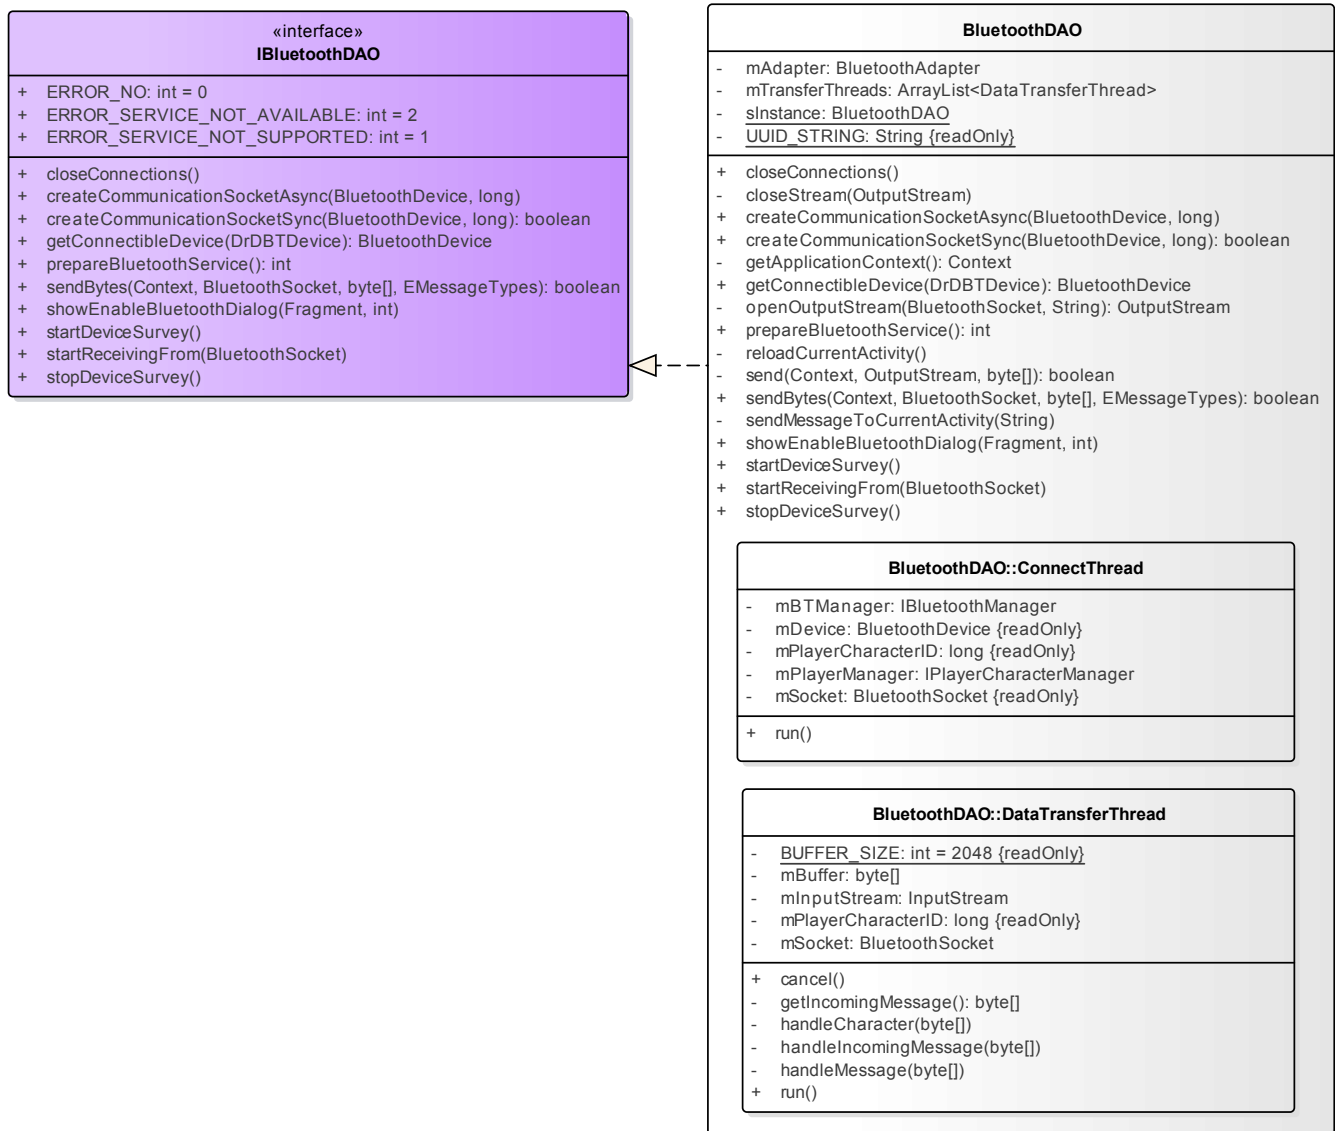 «interface»
IBluetoothDAO
+ ERROR_NO: int = 0
+ ERROR_SERVICE_NOT_AVAILABLE: int = 2
+ ERROR_SERVICE_NOT_SUPPORTED: int = 1
+ closeConnections()
+ createCommunicationSocketAsync(BluetoothDevice, long)
+ createCommunicationSocketSync(BluetoothDevice, long): boolean
+ getConnectibleDevice(DrDBTDevice): BluetoothDevice
+ prepareBluetoothService(): int
+ sendBytes(Context, BluetoothSocket, byte[], EMessageTypes): boolean
+ showEnableBluetoothDialog(Fragment, int)
+ startDeviceSurvey()
+ startReceivingFrom(BluetoothSocket)
+ stopDeviceSurvey()
BluetoothDAO
- mAdapter: BluetoothAdapter
- mTransferThreads: ArrayList<DataTransferThread>
- sInstance: BluetoothDAO
- UUID_STRING: String {readOnly}
+ closeConnections()
- closeStream(OutputStream)
+ createCommunicationSocketAsync(BluetoothDevice, long)
+ createCommunicationSocketSync(BluetoothDevice, long): boolean
- getApplicationContext(): Context
+ getConnectibleDevice(DrDBTDevice): BluetoothDevice
- openOutputStream(BluetoothSocket, String): OutputStream
+ prepareBluetoothService(): int
- reloadCurrentActivity()
- send(Context, OutputStream, byte[]): boolean
+ sendBytes(Context, BluetoothSocket, byte[], EMessageTypes): boolean
- sendMessageToCurrentActivity(String)
+ showEnableBluetoothDialog(Fragment, int)
+ startDeviceSurvey()
+ startReceivingFrom(BluetoothSocket)
+ stopDeviceSurvey()
BluetoothDAO::ConnectThread
- mBTManager: IBluetoothManager
- mDevice: BluetoothDevice {readOnly}
- mPlayerCharacterID: long {readOnly}
- mPlayerManager: IPlayerCharacterManager
- mSocket: BluetoothSocket {readOnly}
+ run()
BluetoothDAO::DataTransferThread
- BUFFER_SIZE: int = 2048 {readOnly}
- mBuffer: byte[]
- mInputStream: InputStream
- mPlayerCharacterID: long {readOnly}
- mSocket: BluetoothSocket
+ cancel()
- getIncomingMessage(): byte[]
- handleCharacter(byte[])
- handleIncomingMessage(byte[])
- handleMessage(byte[])
+ run()